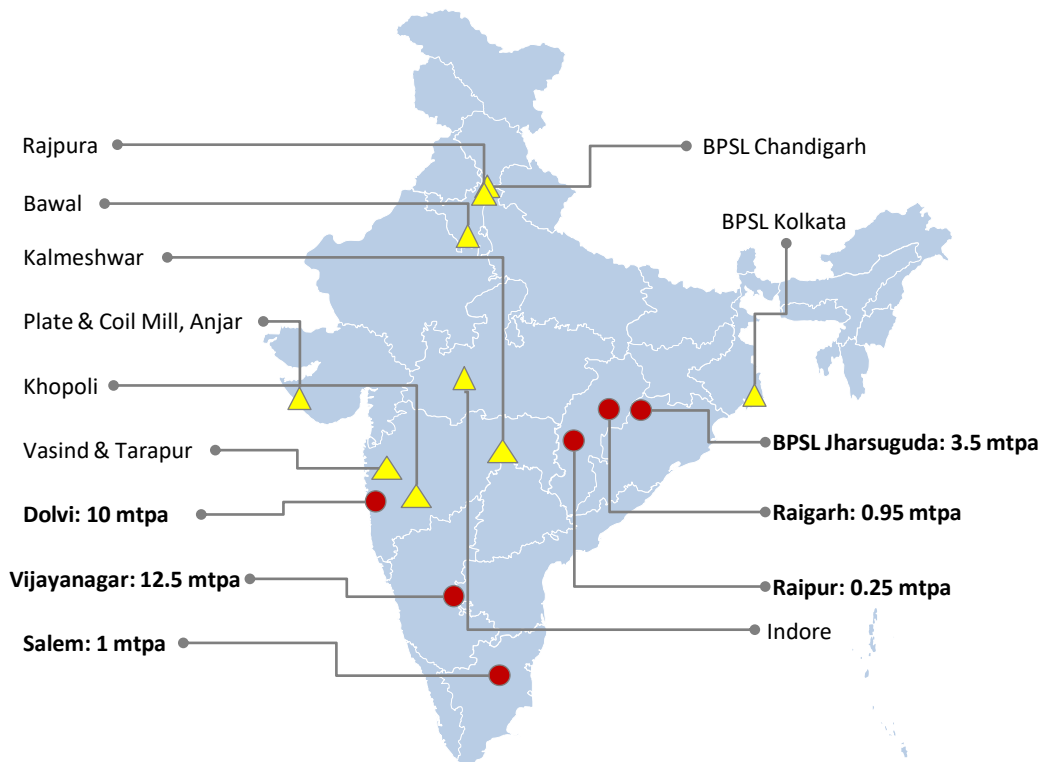 Rajpura
BPSL Chandigarh
Bawal
BPSL Kolkata
Kalmeshwar
Plate & Coil Mill, Anjar
Khopoli
Vasind & Tarapur
BPSL Jharsuguda: 3.5 mtpa
Dolvi: 10 mtpa
Raigarh: 0.95 mtpa
Vijayanagar: 12.5 mtpa
Raipur: 0.25 mtpa
Indore
Salem: 1 mtpa